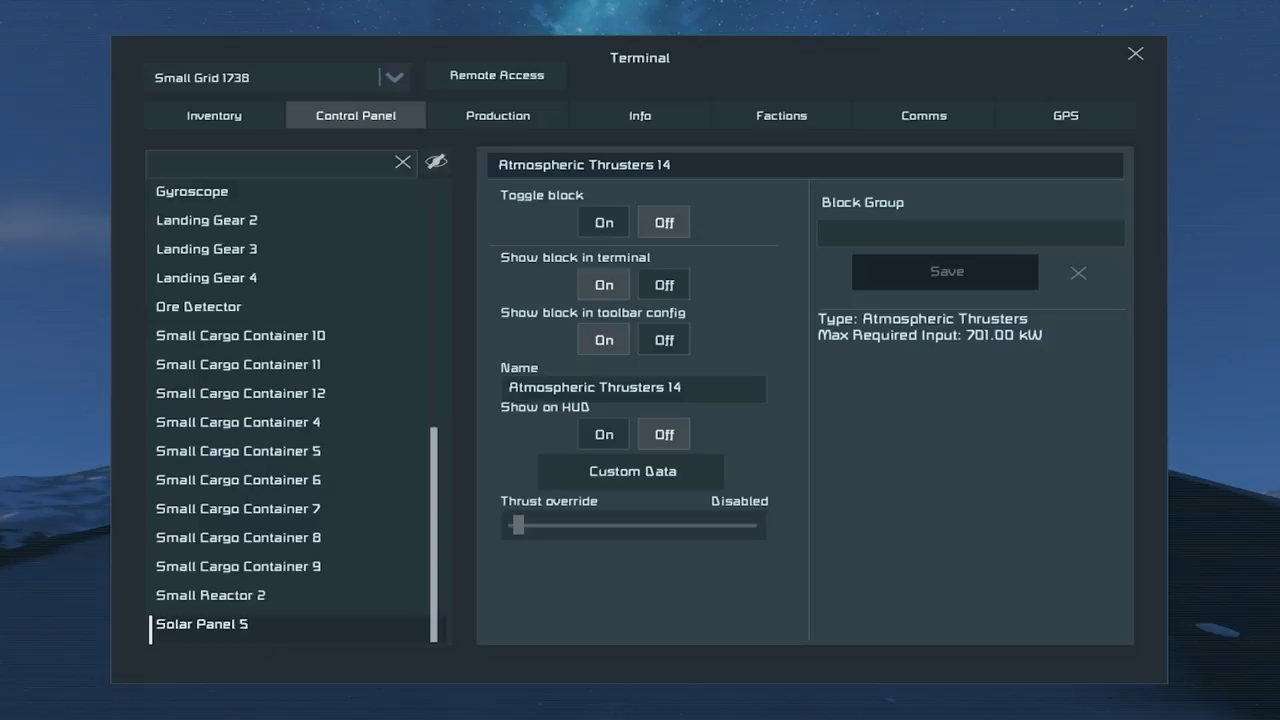 Terminal
Small Grid 1738
Remote Access
Inventory
Control Panel
Production
Info
Factions
Comms
GPS
Gyroscope
Landing Gear 2
Landing Gear 3
Landing Gear 4
Ore Detector
Small Cargo Container 10
Small Cargo Container 11
Small Cargo Container 12
Small Cargo Container 4
Small Cargo Container 5
Small Cargo Container 6
Small Cargo Container 7
Small Cargo Container 8
Small Cargo Container 9
Small Reactor 2
Solar Panel 5
Atmospheric Thrusters 14
Toggle block
On Off
Show block in terminal
On Off
Show block in toolbar config
On Off
Name
Atmospheric Thrusters 14
Show on HUD
On Off
Custom Data
Thrust override Disabled
Block Group
Save
Type: Atmospheric Thrusters
Max Required Input: 701.00 kW